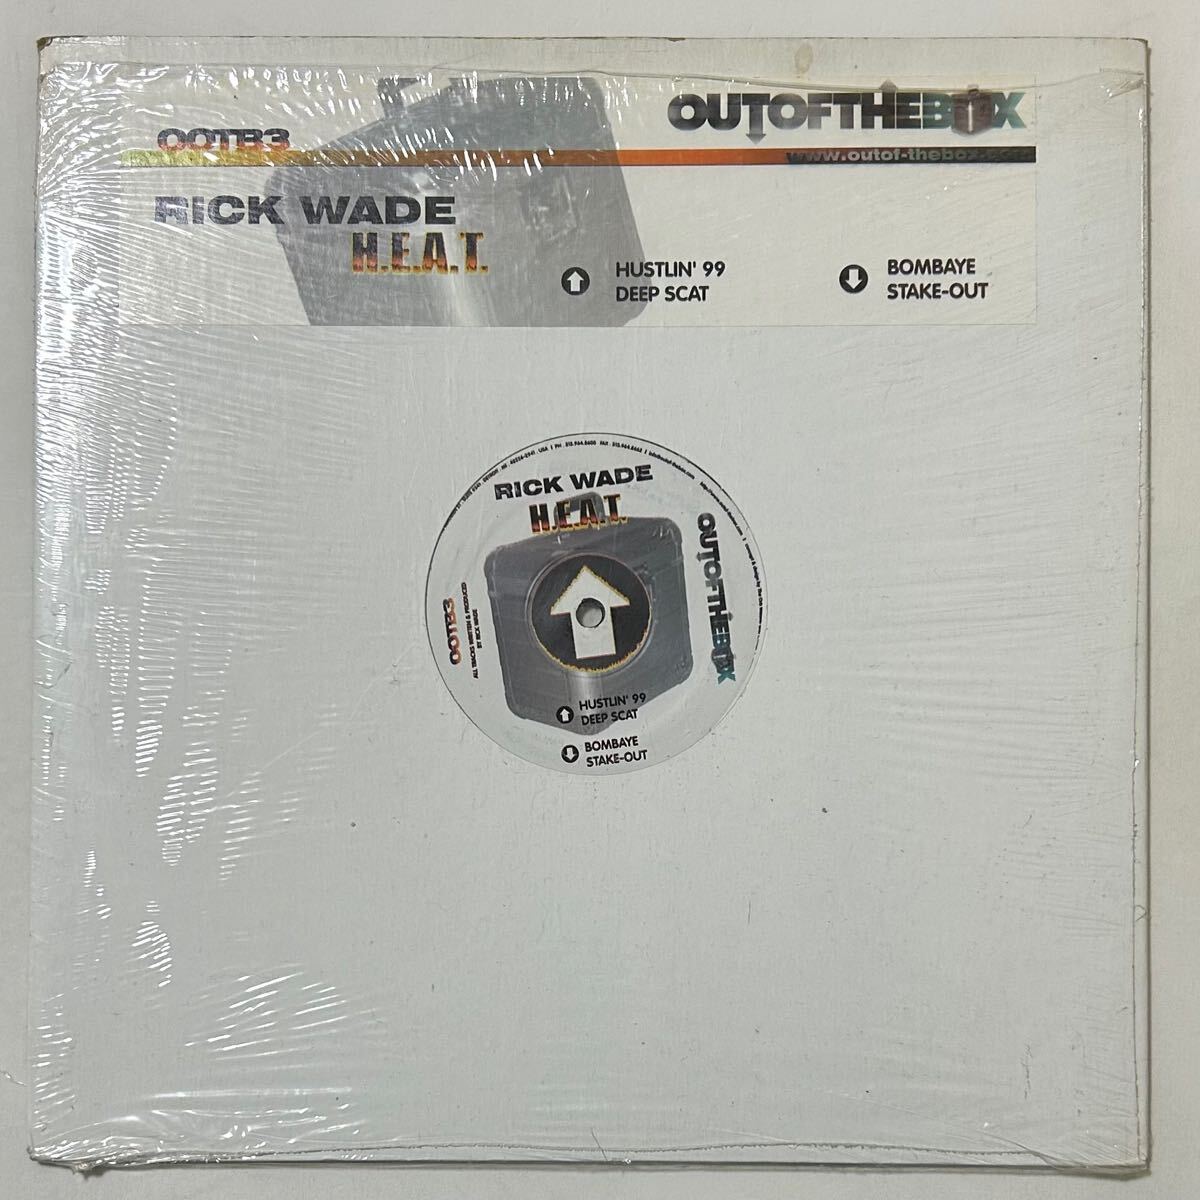 OUTOFTHEBOX
OOTB3
www.outof-thebox.com
RICK WADE
H.E.A.T.
HUSTLIN' 99
DEEP SCAT
BOMBAYE
STAKE-OUT
RICK WADE
H.E.A.T.
OUTOFTHEBOX
OOTB3
ALL TRACKS WRITTEN & PRODUCED
BY RICK WADE
HUSTLIN' 99
DEEP SCAT
BOMBAYE
STAKE-OUT